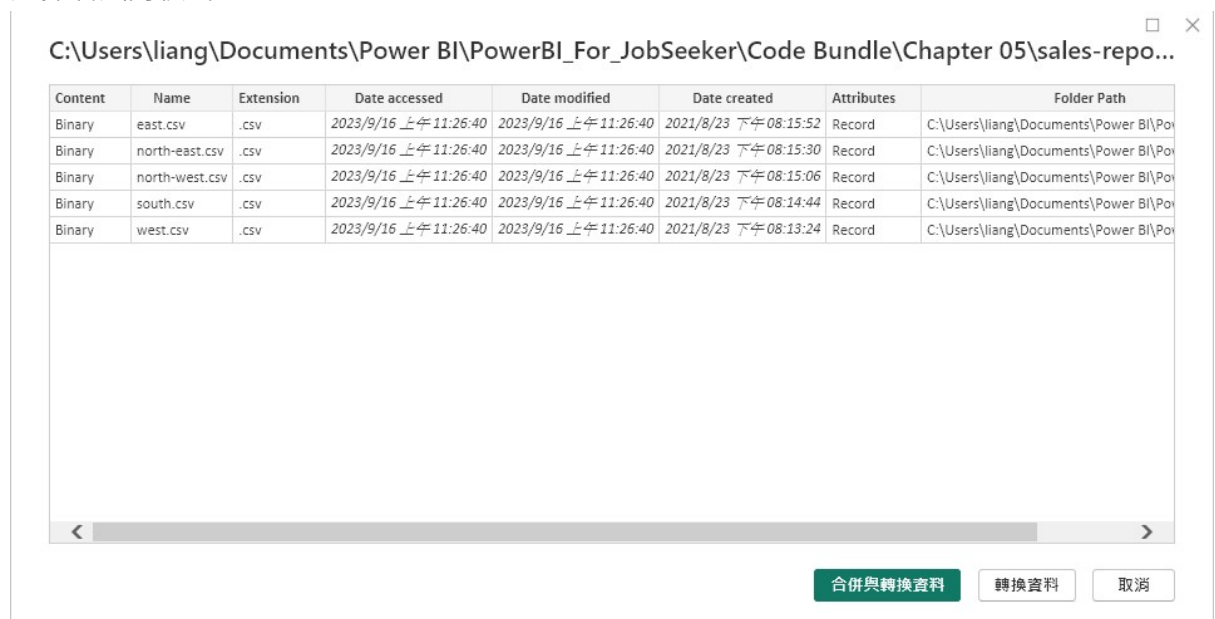 C:\Users\liang\Documents\Power BI\PowerBI_For_JobSeeker\Code Bundle\Chapter 05\sales-repo...
Content Name Extension Date accessed Date modified Date created Attributes Folder Path
Binary east.csv .csv 2023/9/16 上午 11:26:40 2023/9/16 上午 11:26:40 2021/8/23 下午 08:15:52 Record C:\Users\liang\Documents\Power BI\Po
Binary north-east.csv .csv 2023/9/16 上午 11:26:40 2023/9/16 上午 11:26:40 2021/8/23 下午 08:15:30 Record C:\Users\liang\Documents\Power BI\Po
Binary north-west.csv .csv 2023/9/16 上午 11:26:40 2023/9/16 上午 11:26:40 2021/8/23 下午 08:15:06 Record C:\Users\liang\Documents\Power BI\Po
Binary south.csv .csv 2023/9/16 上午 11:26:40 2023/9/16 上午 11:26:40 2021/8/23 下午 08:14:44 Record C:\Users\liang\Documents\Power BI\Po
Binary west.csv .csv 2023/9/16 上午 11:26:40 2023/9/16 上午 11:26:40 2021/8/23 下午 08:13:24 Record C:\Users\liang\Documents\Power BI\Po
合併與轉換資料 轉換資料 取消